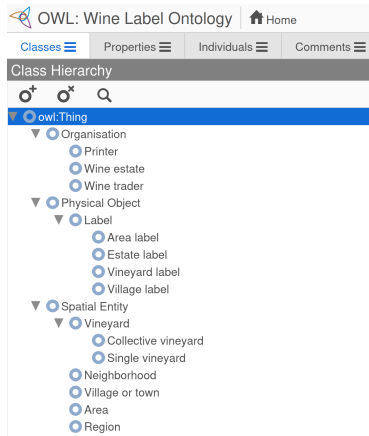 OWL: Wine Label Ontology Home
Classes Properties Individuals Comments
Class Hierarchy
owl:Thing
Organisation
Printer
Wine estate
Wine trader
Physical Object
Label
Area label
Estate label
Vineyard label
Village label
Spatial Entity
Vineyard
Collective vineyard
Single vineyard
Neighborhood
Village or town
Area
Region